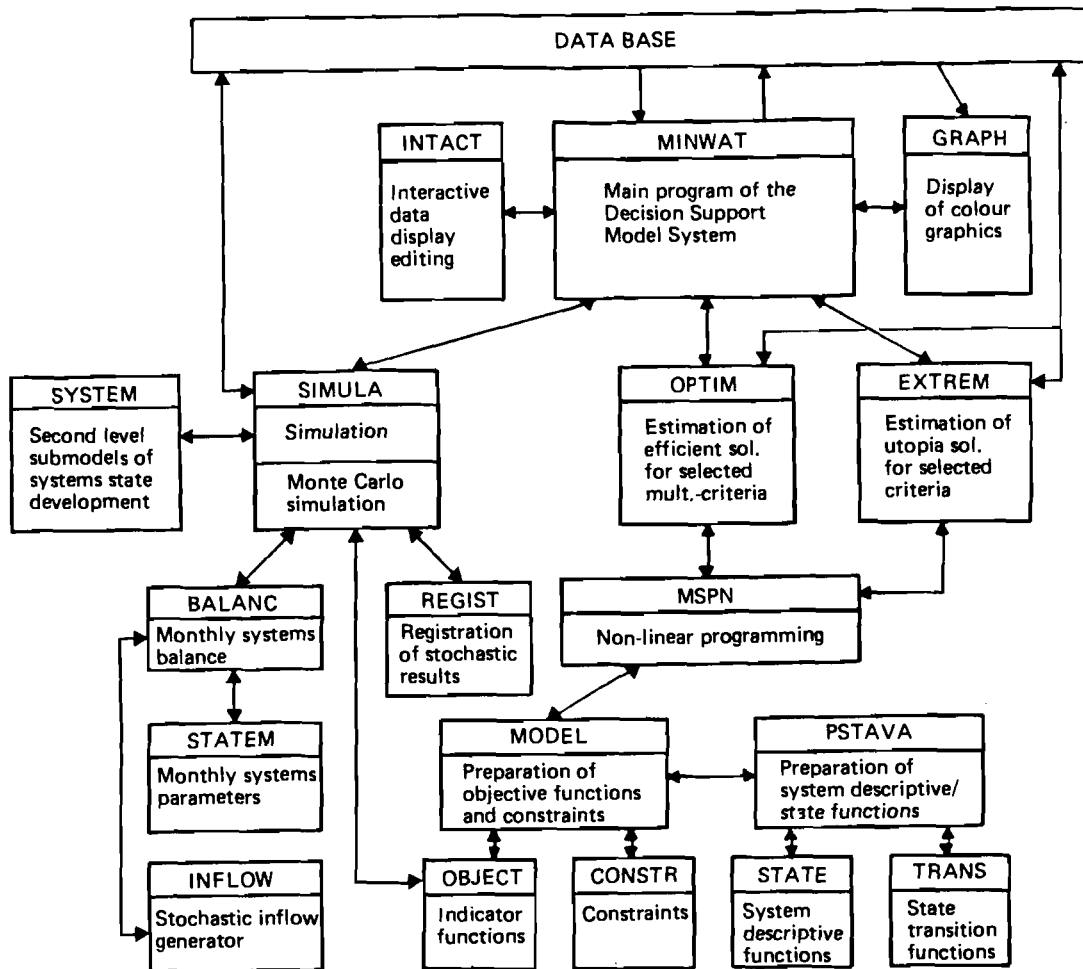 DATA BASE
INTACT
Interactive
data
display
editing
MINWAT
Main program of the
Decision Support
Model System
GRAPH
Display
of colour
graphics
SYSTEM
Second level
submodels of
systems state
development
SIMULA
Simulation
Monte Carlo
simulation
OPTIM
Estimation of
efficient sol.
for selected
mult.-criteria
EXTREM
Estimation of
utopia sol.
for selected
criteria
BALANC
Monthly systems
balance
REGIST
Registration
of stochastic
results
MSPN
Non-linear programming
STATEM
Monthly systems
parameters
MODEL
Preparation of
objective functions
and constraints
PSTAVA
Preparation of
system descriptive/
state functions
INFLOW
Stochastic inflow
generator
OBJECT
Indicator
functions
CONSTR
Constraints
STATE
System
descriptive
functions
TRANS
State
transition
functions